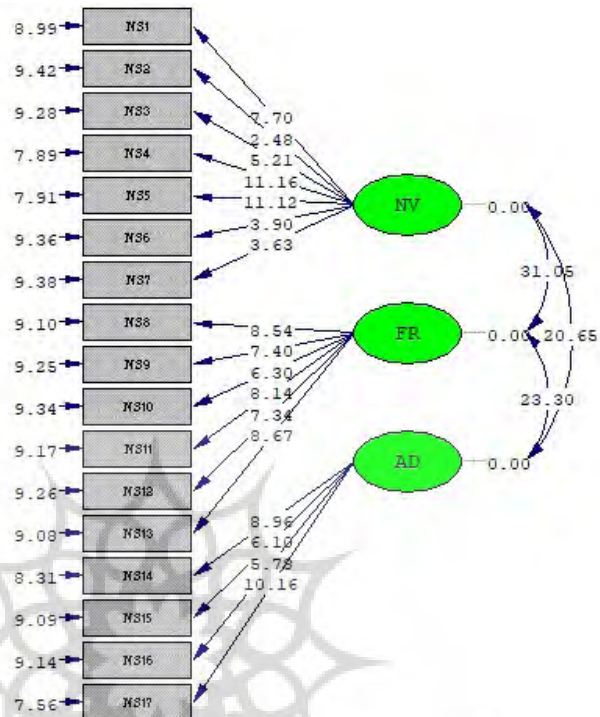 8.99 NS1
9.42 NS2
7.70
9.28 NS3
2.48
7.89 NS4
5.21
11.16
7.91 NS5
11.12
NV 0.00
9.36 NS6
3.90
3.63
9.38 NS7
31.05
9.10 NS8
8.54
FR 0.00 20.65
9.25 NS9
7.40
6.30
9.34 NS10
8.14
23.30
7.34
9.17 NS11
8.67
AD 0.00
9.26 NS12
9.08 NS13
8.96
6.10
8.31 NS14
5.78
10.16
9.09 NS15
9.14 NS16
7.56 NS17